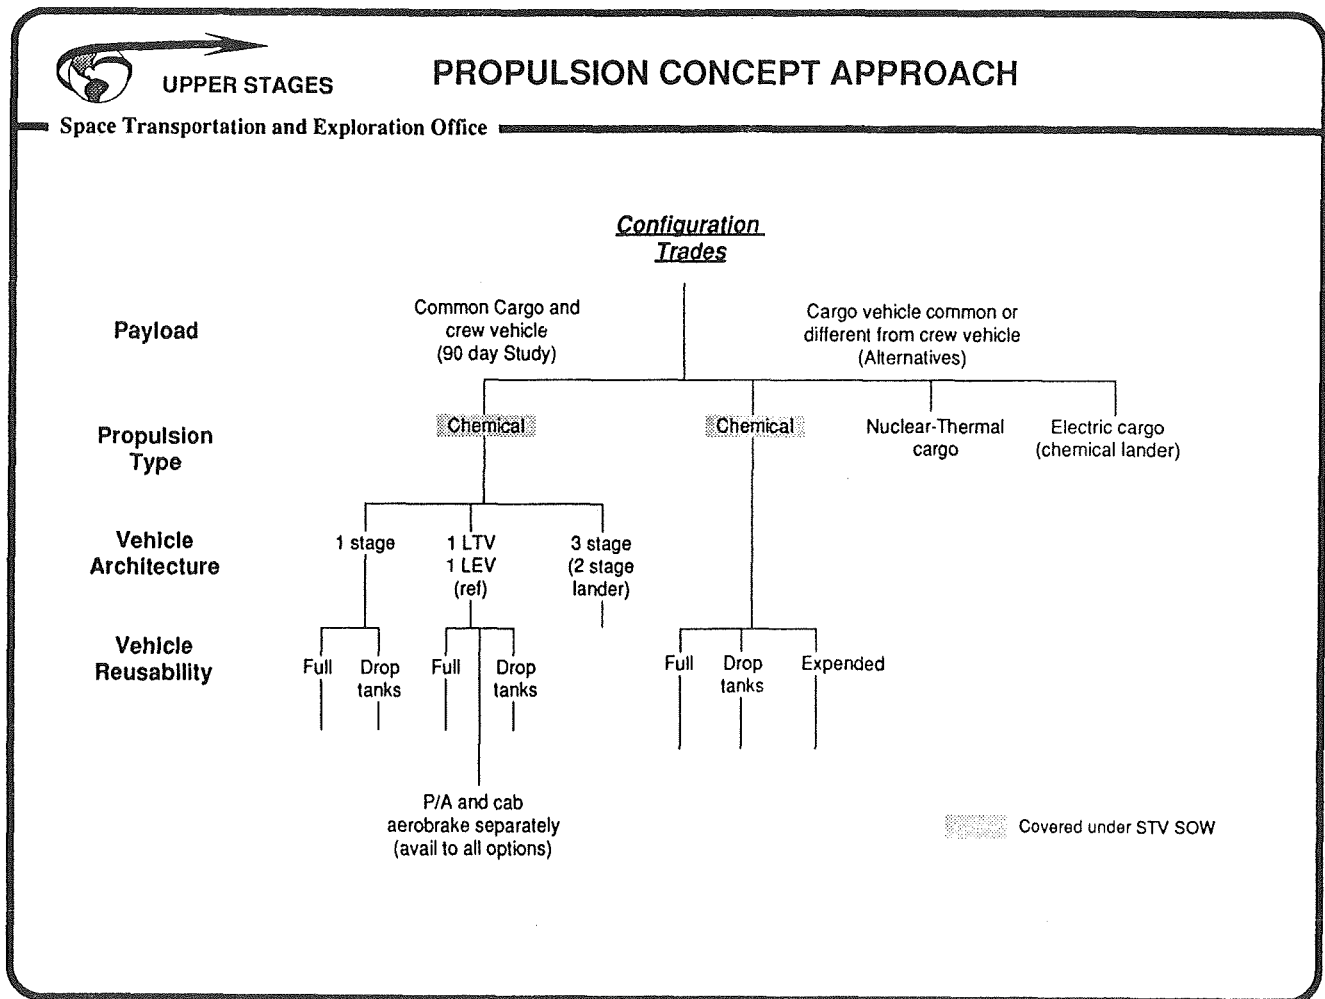 UPPER STAGES
PROPULSION CONCEPT APPROACH
Space Transportation and Exploration Office
Configuration
Trades
Payload
Common Cargo and
crew vehicle
(90 day Study)
Cargo vehicle common or
different from crew vehicle
(Alternatives)
Propulsion
Type
Chemical
Chemical
Nuclear-Thermal
cargo
Electric cargo
(chemical lander)
Vehicle
Architecture
1 stage
1 LTV
1 LEV
(ref)
3 stage
(2 stage
lander)
Vehicle
Reusability
Full
Drop
tanks
Full
Drop
tanks
Full
Drop
tanks
Expended
P/A and cab
aerobrake separately
(avail to all options)
Covered under STV SOW